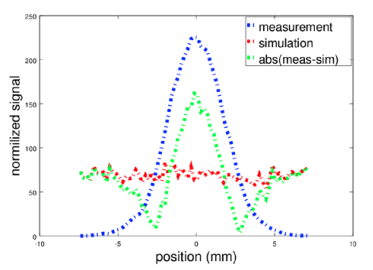 250
200
150
100
50
0
-10
-5
0
5
10
normilized signal
position (mm)
measurement
simulation
abs(meas-sim)